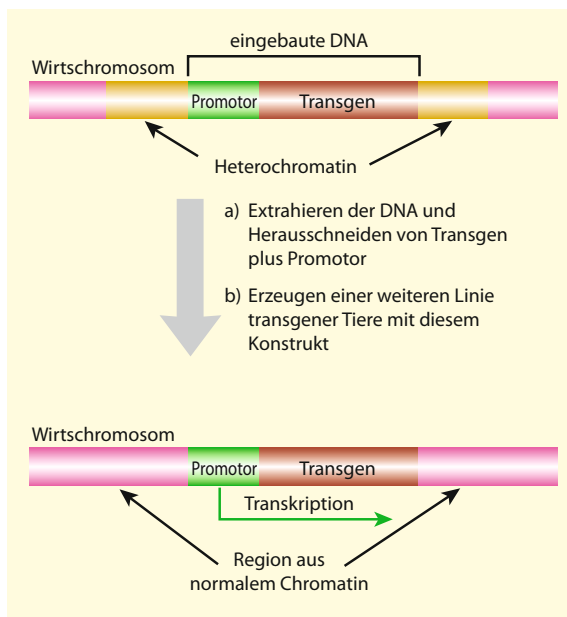 eingebaute DNA
Wirtschromosom
Promotor Transgen
Heterochromatin
a) Extrahieren der DNA und
Herausschneiden von Transgen
plus Promotor
b) Erzeugen einer weiteren Linie
transgener Tiere mit diesem
Konstrukt
Wirtschromosom
Promotor Transgen
Transkription
Region aus
normalem Chromatin